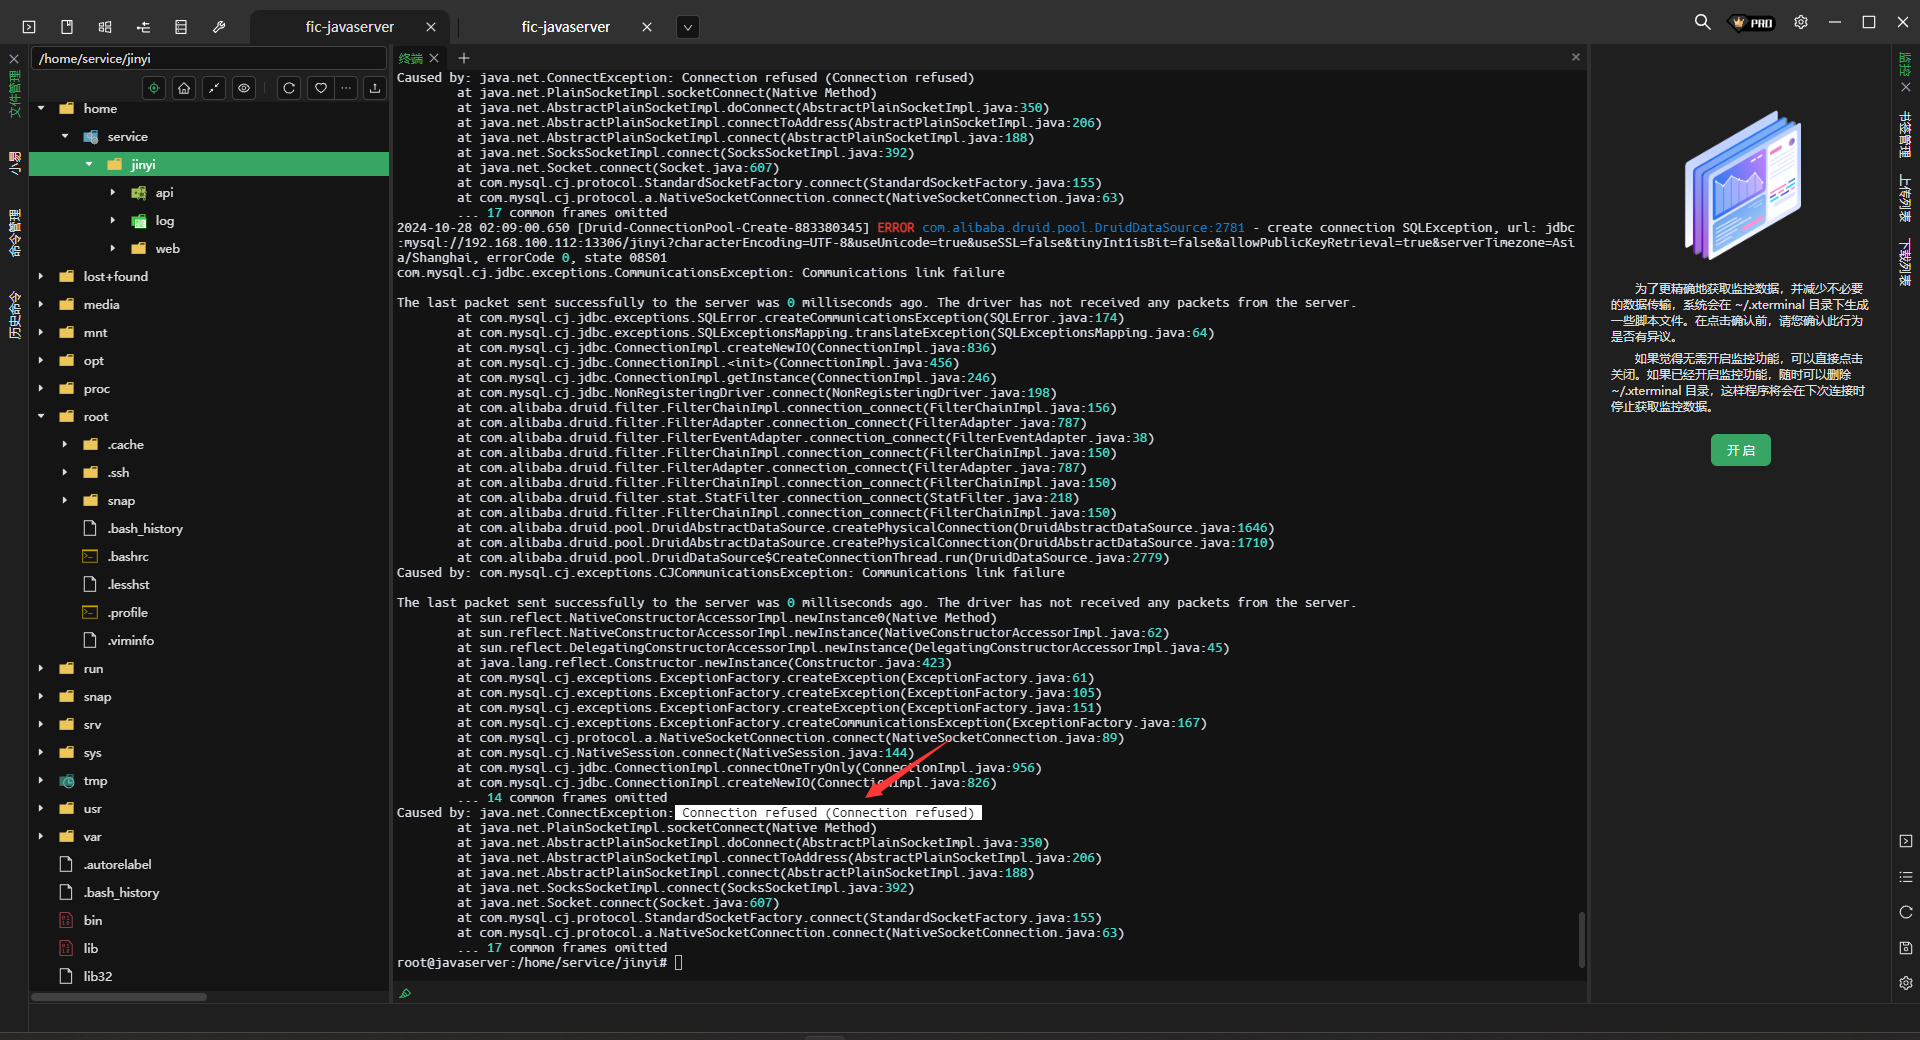 fic-javaserver
fic-javaserver
PRO
/home/service/jinyi
文件管理
小易
命令管理
历史命令
home
service
jinyi
api
log
web
lost+found
media
mnt
opt
proc
root
.cache
.ssh
snap
.bash_history
.bashrc
.lesshst
.profile
.viminfo
run
snap
srv
sys
tmp
usr
var
.autorelabel
.bash_history
bin
lib
lib32
终端
Caused by: java.net.ConnectException: Connection refused (Connection refused)
at java.net.PlainSocketImpl.socketConnect(Native Method)
at java.net.AbstractPlainSocketImpl.doConnect(AbstractPlainSocketImpl.java:350)
at java.net.AbstractPlainSocketImpl.connectToAddress(AbstractPlainSocketImpl.java:206)
at java.net.AbstractPlainSocketImpl.connect(AbstractPlainSocketImpl.java:188)
at java.net.SocksSocketImpl.connect(SocksSocketImpl.java:392)
at java.net.Socket.connect(Socket.java:607)
at com.mysql.cj.protocol.StandardSocketFactory.connect(StandardSocketFactory.java:155)
at com.mysql.cj.protocol.a.NativeSocketConnection.connect(NativeSocketConnection.java:63)
... 17 common frames omitted
2024-10-28 02:09:00.650 [Druid-ConnectionPool-Create-883380345] ERROR com.alibaba.druid.pool.DruidDataSource:2781 - create connection SQLException, url: jdbc
:mysql://192.168.100.112:13306/jinyi?characterEncoding=UTF-8&useUnicode=true&useSSL=false&tinyInt1isBit=false&allowPublicKeyRetrieval=true&serverTimezone=Asi
a/Shanghai, errorCode 0, state 08S01
com.mysql.cj.jdbc.exceptions.CommunicationsException: Communications link failure
The last packet sent successfully to the server was 0 milliseconds ago. The driver has not received any packets from the server.
at com.mysql.cj.jdbc.exceptions.SQLError.createCommunicationsException(SQLError.java:174)
at com.mysql.cj.jdbc.exceptions.SQLExceptionsMapping.translateException(SQLExceptionsMapping.java:64)
at com.mysql.cj.jdbc.ConnectionImpl.createNewIO(ConnectionImpl.java:836)
at com.mysql.cj.jdbc.ConnectionImpl.<init>(ConnectionImpl.java:456)
at com.mysql.cj.jdbc.ConnectionImpl.getInstance(ConnectionImpl.java:246)
at com.mysql.cj.jdbc.NonRegisteringDriver.connect(NonRegisteringDriver.java:198)
at com.alibaba.druid.filter.FilterChainImpl.connection_connect(FilterChainImpl.java:156)
at com.alibaba.druid.filter.FilterAdapter.connection_connect(FilterAdapter.java:787)
at com.alibaba.druid.filter.FilterEventAdapter.connection_connect(FilterEventAdapter.java:38)
at com.alibaba.druid.filter.FilterChainImpl.connection_connect(FilterChainImpl.java:150)
at com.alibaba.druid.filter.FilterAdapter.connection_connect(FilterAdapter.java:787)
at com.alibaba.druid.filter.FilterChainImpl.connection_connect(FilterChainImpl.java:150)
at com.alibaba.druid.filter.stat.StatFilter.connection_connect(StatFilter.java:218)
at com.alibaba.druid.filter.FilterChainImpl.connection_connect(FilterChainImpl.java:150)
at com.alibaba.druid.pool.DruidAbstractDataSource.createPhysicalConnection(DruidAbstractDataSource.java:1646)
at com.alibaba.druid.pool.DruidAbstractDataSource.createPhysicalConnection(DruidAbstractDataSource.java:1710)
at com.alibaba.druid.pool.DruidDataSource$CreateConnectionThread.run(DruidDataSource.java:2779)
Caused by: com.mysql.cj.exceptions.CJCommunicationsException: Communications link failure
The last packet sent successfully to the server was 0 milliseconds ago. The driver has not received any packets from the server.
at sun.reflect.NativeConstructorAccessorImpl.newInstance0(Native Method)
at sun.reflect.NativeConstructorAccessorImpl.newInstance(NativeConstructorAccessorImpl.java:62)
at sun.reflect.DelegatingConstructorAccessorImpl.newInstance(DelegatingConstructorAccessorImpl.java:45)
at java.lang.reflect.Constructor.newInstance(Constructor.java:423)
at com.mysql.cj.exceptions.ExceptionFactory.createException(ExceptionFactory.java:61)
at com.mysql.cj.exceptions.ExceptionFactory.createException(ExceptionFactory.java:105)
at com.mysql.cj.exceptions.ExceptionFactory.createException(ExceptionFactory.java:151)
at com.mysql.cj.exceptions.ExceptionFactory.createCommunicationsException(ExceptionFactory.java:167)
at com.mysql.cj.protocol.a.NativeSocketConnection.connect(NativeSocketConnection.java:89)
at com.mysql.cj.NativeSession.connect(NativeSession.java:144)
at com.mysql.cj.jdbc.ConnectionImpl.connectOneTryOnly(ConnectionImpl.java:956)
at com.mysql.cj.jdbc.ConnectionImpl.createNewIO(ConnectionImpl.java:826)
... 14 common frames omitted
Caused by: java.net.ConnectException: Connection refused (Connection refused)
at java.net.PlainSocketImpl.socketConnect(Native Method)
at java.net.AbstractPlainSocketImpl.doConnect(AbstractPlainSocketImpl.java:350)
at java.net.AbstractPlainSocketImpl.connectToAddress(AbstractPlainSocketImpl.java:206)
at java.net.AbstractPlainSocketImpl.connect(AbstractPlainSocketImpl.java:188)
at java.net.SocksSocketImpl.connect(SocksSocketImpl.java:392)
at java.net.Socket.connect(Socket.java:607)
at com.mysql.cj.protocol.StandardSocketFactory.connect(StandardSocketFactory.java:155)
at com.mysql.cj.protocol.a.NativeSocketConnection.connect(NativeSocketConnection.java:63)
... 17 common frames omitted
root@javaserver:/home/service/jinyi#
为了更精确地获取监控数据，并减少不必要
的数据传输，系统会在 ~/.xterminal 目录下生成
一些脚本文件。在点击确认前，请您确认此行为
是否有异议。
如果觉得无需开启监控功能，可以直接点击
关闭。如果已经开启监控功能，随时可以删除
~/.xterminal 目录，这样程序将会在下次连接时
停止获取监控数据。
开启
监控
书签管理
上传列表
下载列表